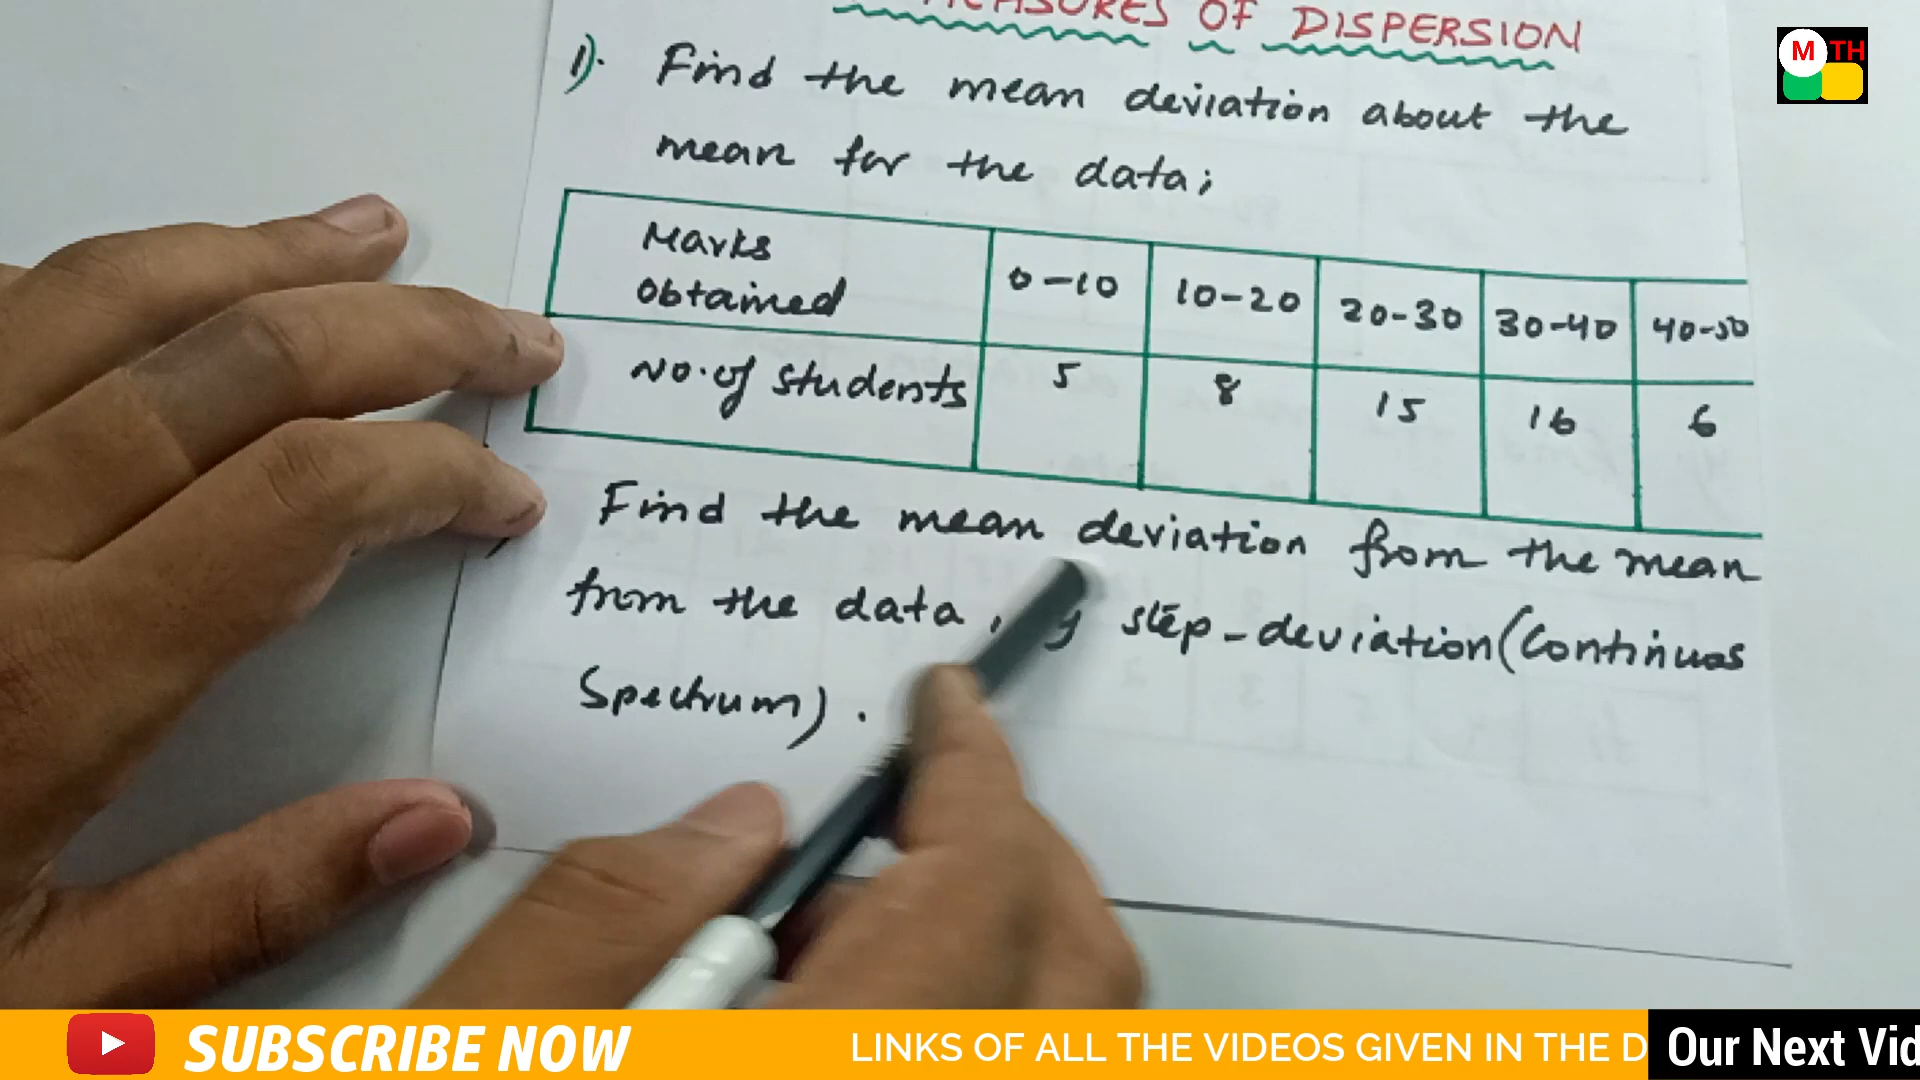 MEASURES OF DISPERSION
M TH
1). Find the mean deviation about the
mean for the data;
Marks Obtained 0-10 10-20 20-30 30-40 40-50
No. of students 5 8 15 16 6
Find the mean deviation from the mean
from the data, step-deviation (Continuos
Spectrum).
SUBSCRIBE NOW LINKS OF ALL THE VIDEOS GIVEN IN THE D Our Next Vid